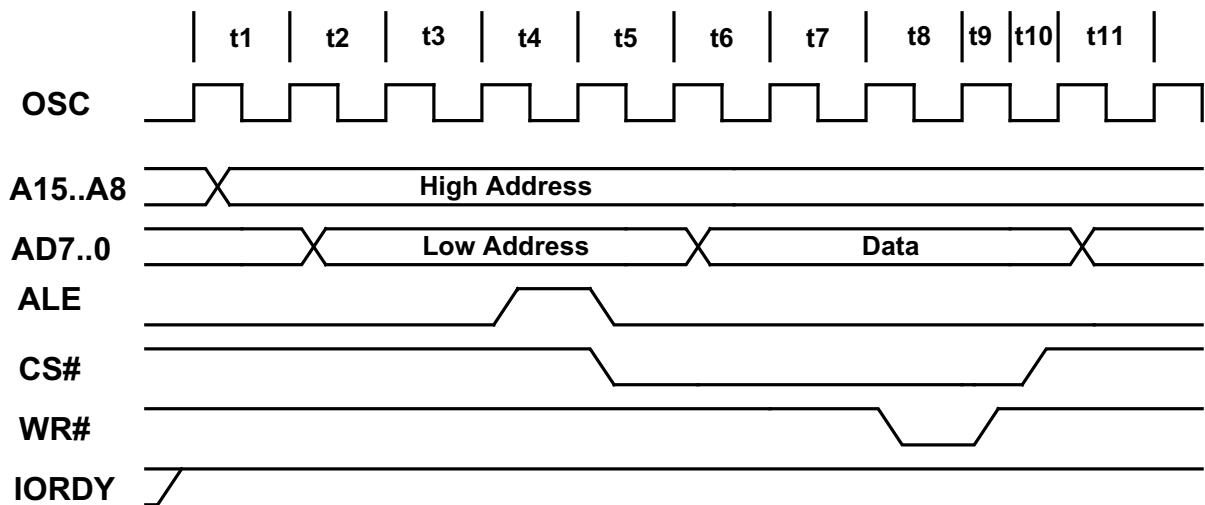 t1 t2 t3 t4 t5 t6 t7 t8 t9 t10 t11
OSC
A15..A8 High Address
AD7..0 Low Address Data
ALE
CS#
WR#
IORDY